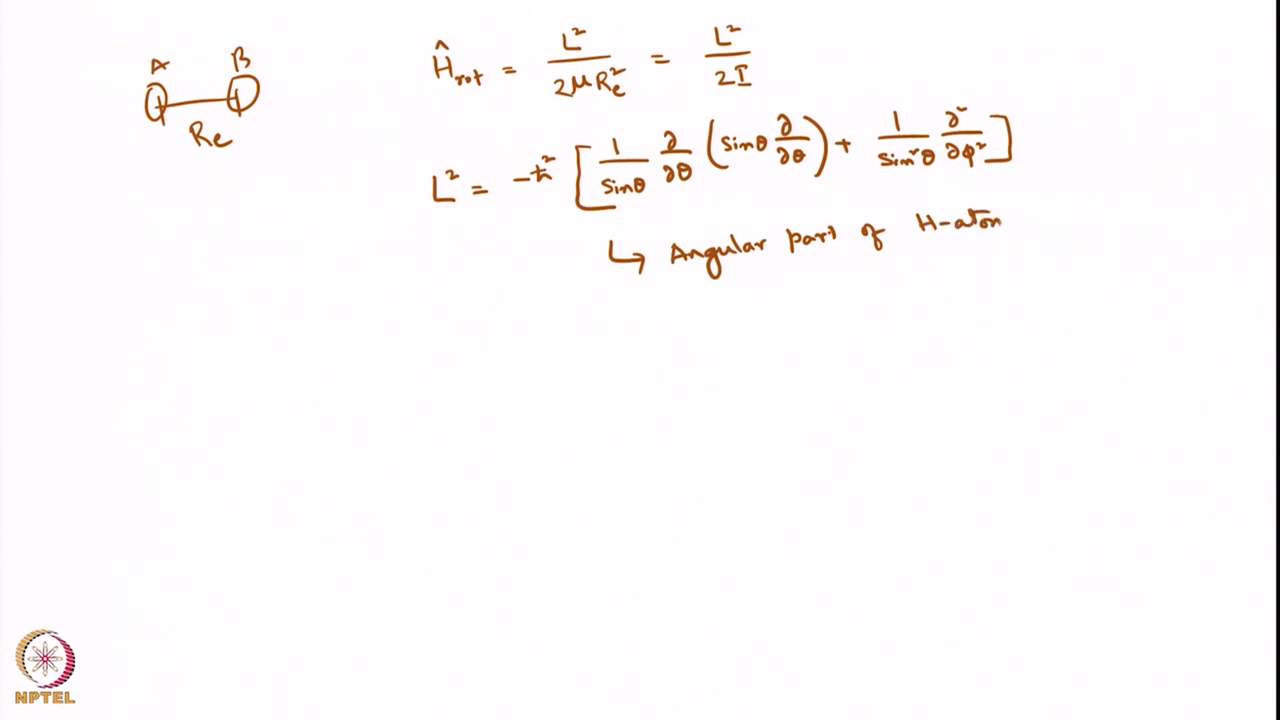 A B
Re
Ĥrot = L² / 2μRe² = L² / 2I
L² = -ħ² [ 1/sinθ ∂/∂θ ( sinθ ∂/∂θ ) + 1/sin²θ ∂²/∂φ² ]
↳ Angular part of H-atom
NPTEL